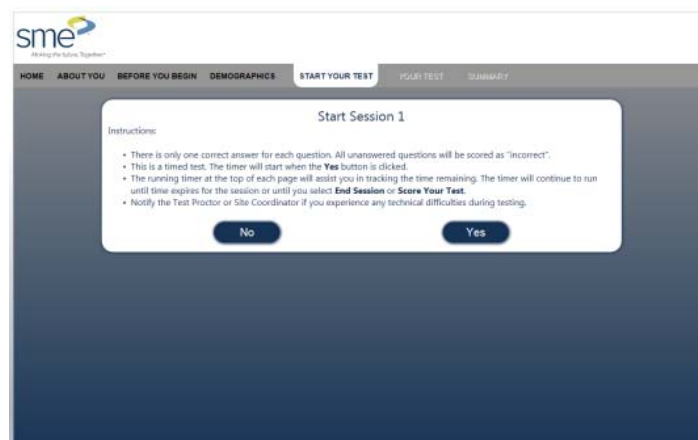 sme
Making the future. Together.
HOME ABOUT YOU BEFORE YOU BEGIN DEMOGRAPHICS START YOUR TEST YOUR TEST SUMMARY
Start Session 1
Instructions:
• There is only one correct answer for each question. All unanswered questions will be scored as "incorrect".
• This is a timed test. The timer will start when the Yes button is clicked.
• The running timer at the top of each page will assist you in tracking the time remaining. The timer will continue to run
until time expires for the session or until you select End Session or Score Your Test.
• Notify the Test Proctor or Site Coordinator if you experience any technical difficulties during testing.
No Yes